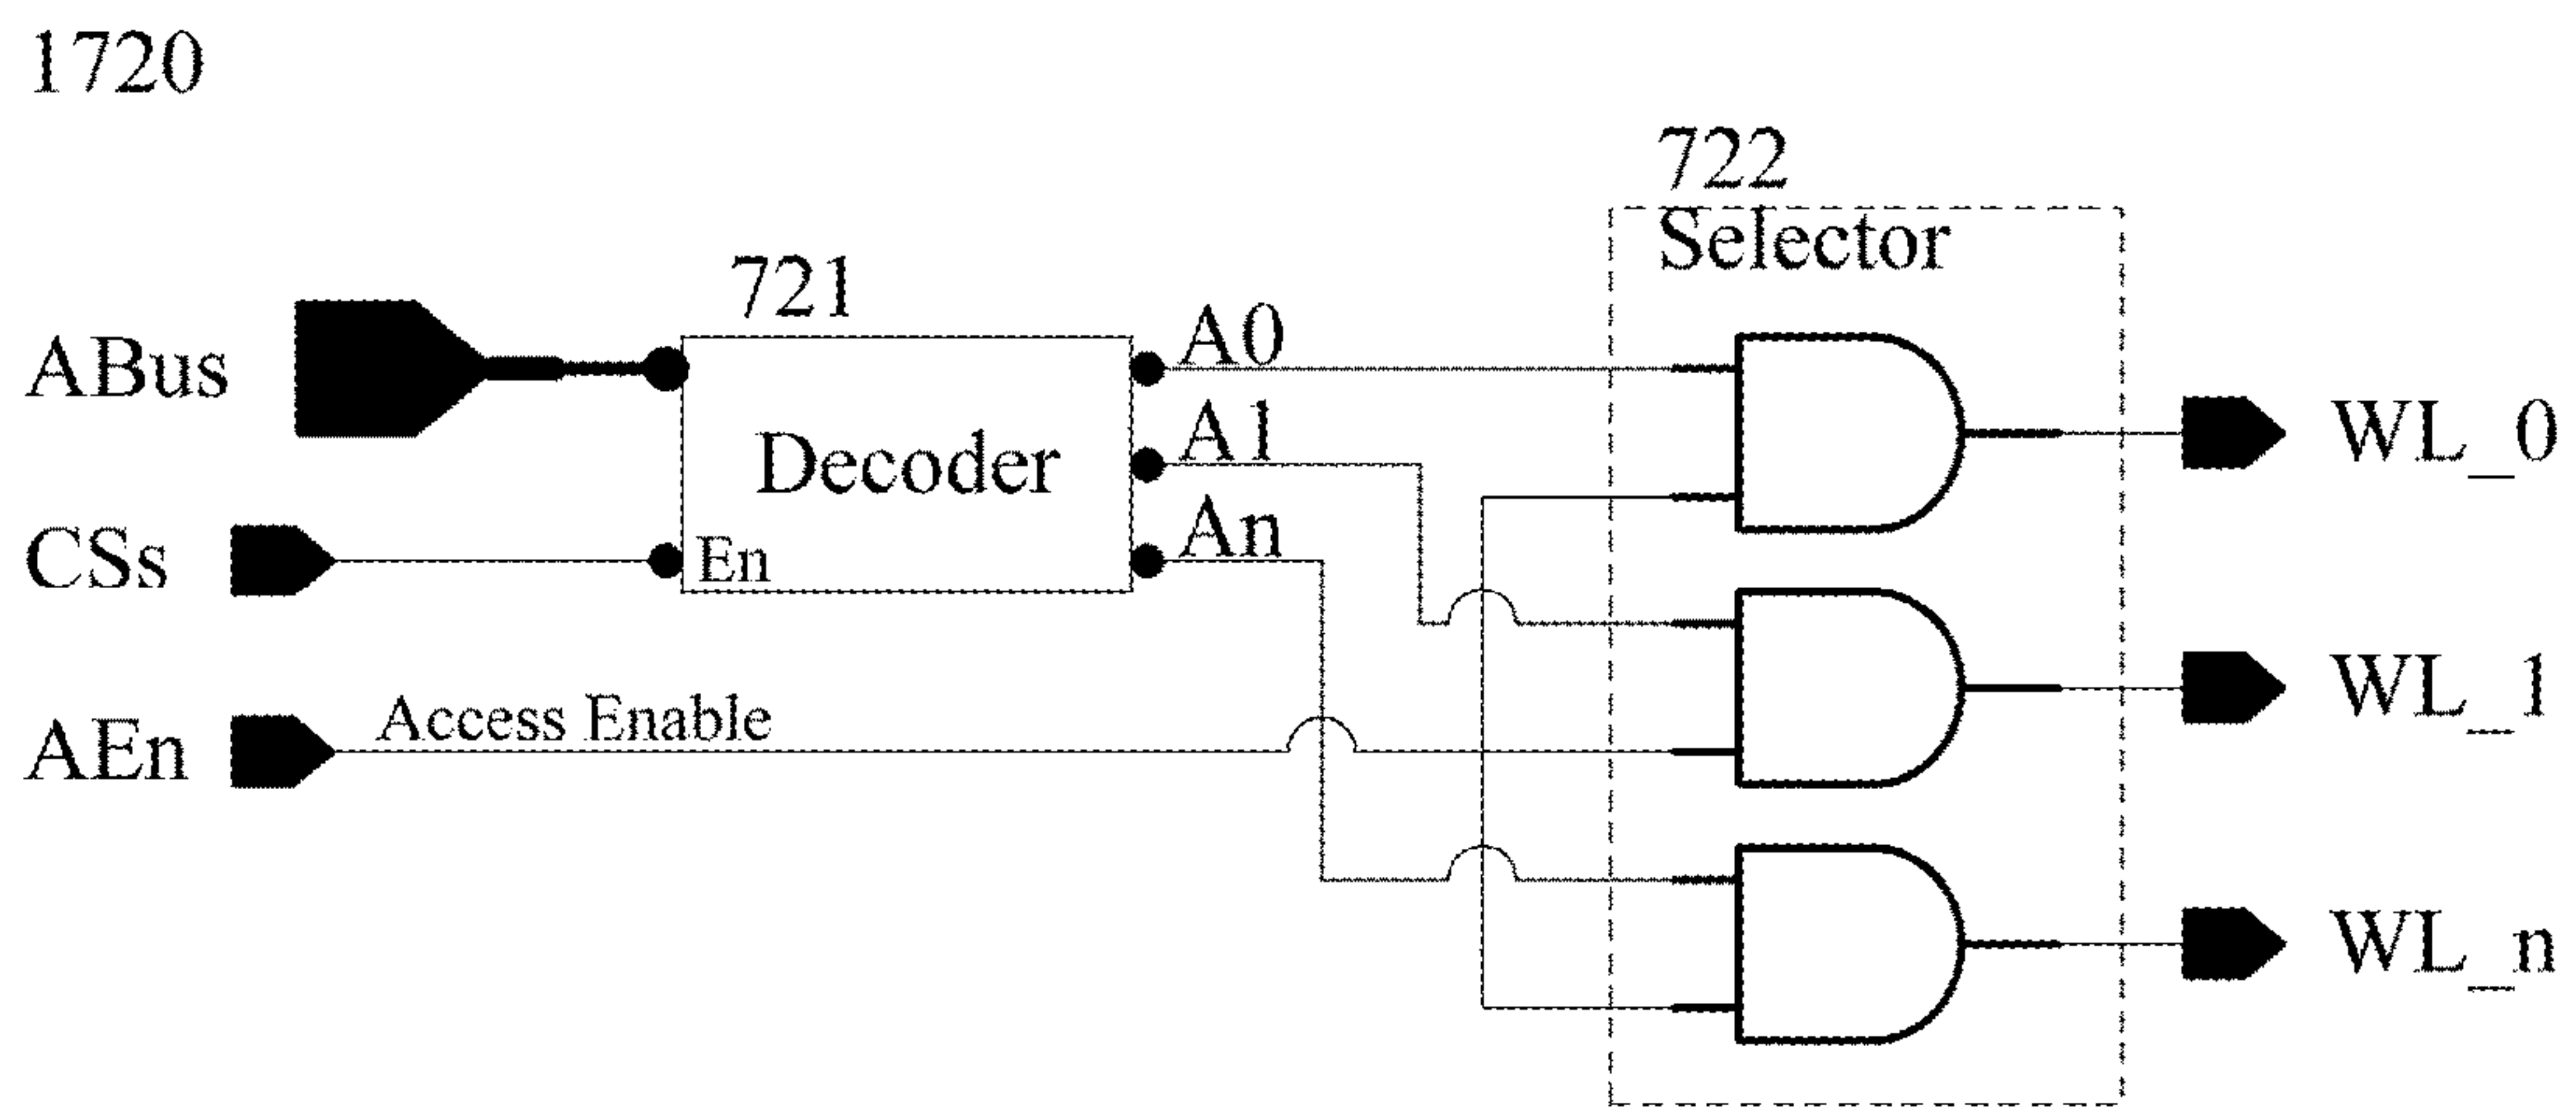 1720
722
Selector
721
ABus
A0
A1
An
Decoder
En
CSs
AEn
Access Enable
WL_0
WL_1
WL_n